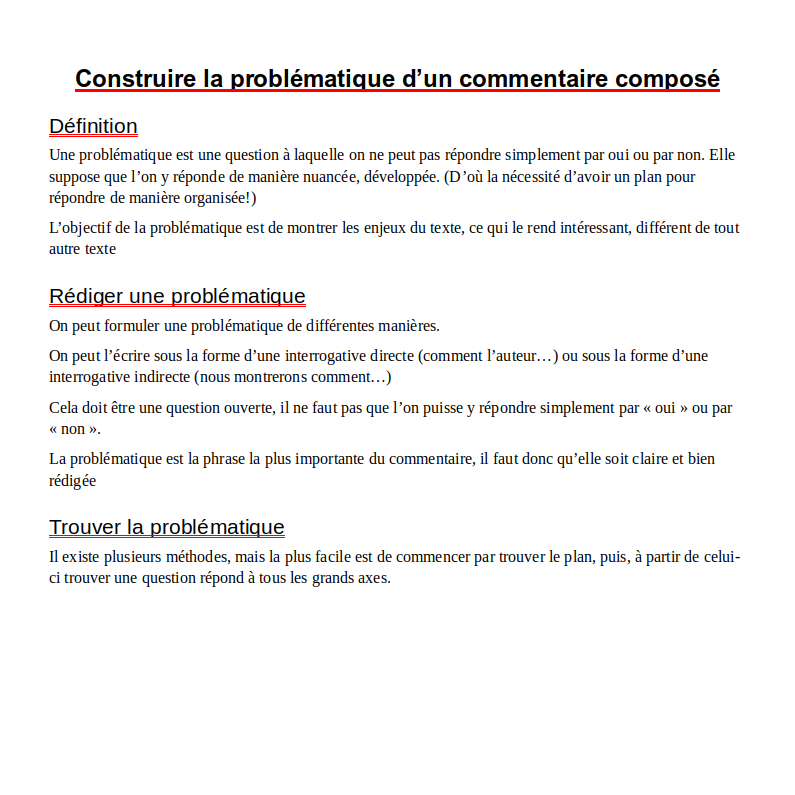 Construire la problématique d’un commentaire composé
Définition
Une problématique est une question à laquelle on ne peut pas répondre simplement par oui ou par non. Elle
suppose que l’on y réponde de manière nuancée, développée. (D’où la nécessité d’avoir un plan pour
répondre de manière organisée!)
L’objectif de la problématique est de montrer les enjeux du texte, ce qui le rend intéressant, différent de tout
autre texte
Rédiger une problématique
On peut formuler une problématique de différentes manières.
On peut l’écrire sous la forme d’une interrogative directe (comment l’auteur…) ou sous la forme d’une
interrogative indirecte (nous montrerons comment…)
Cela doit être une question ouverte, il ne faut pas que l’on puisse y répondre simplement par « oui » ou par
« non ».
La problématique est la phrase la plus importante du commentaire, il faut donc qu’elle soit claire et bien
rédigée
Trouver la problématique
Il existe plusieurs méthodes, mais la plus facile est de commencer par trouver le plan, puis, à partir de celui-
ci trouver une question répond à tous les grands axes.